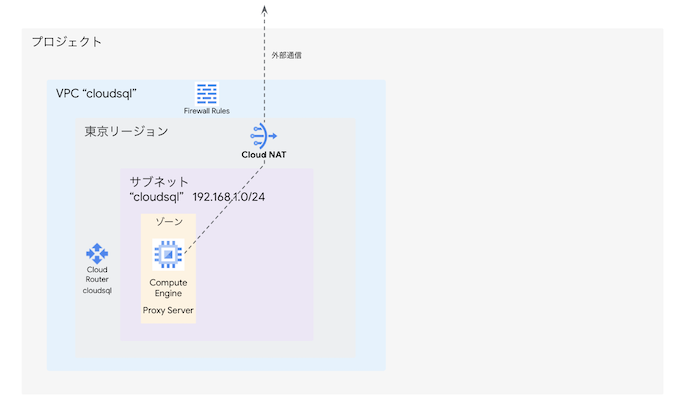 外部通信
プロジェクト
VPC “cloudsql”
Firewall Rules
東京リージョン
Cloud NAT
サブネット
“cloudsql” 192.168.1.0/24
ゾーン
Cloud
Router
cloudsql
Compute
Engine
Proxy Server